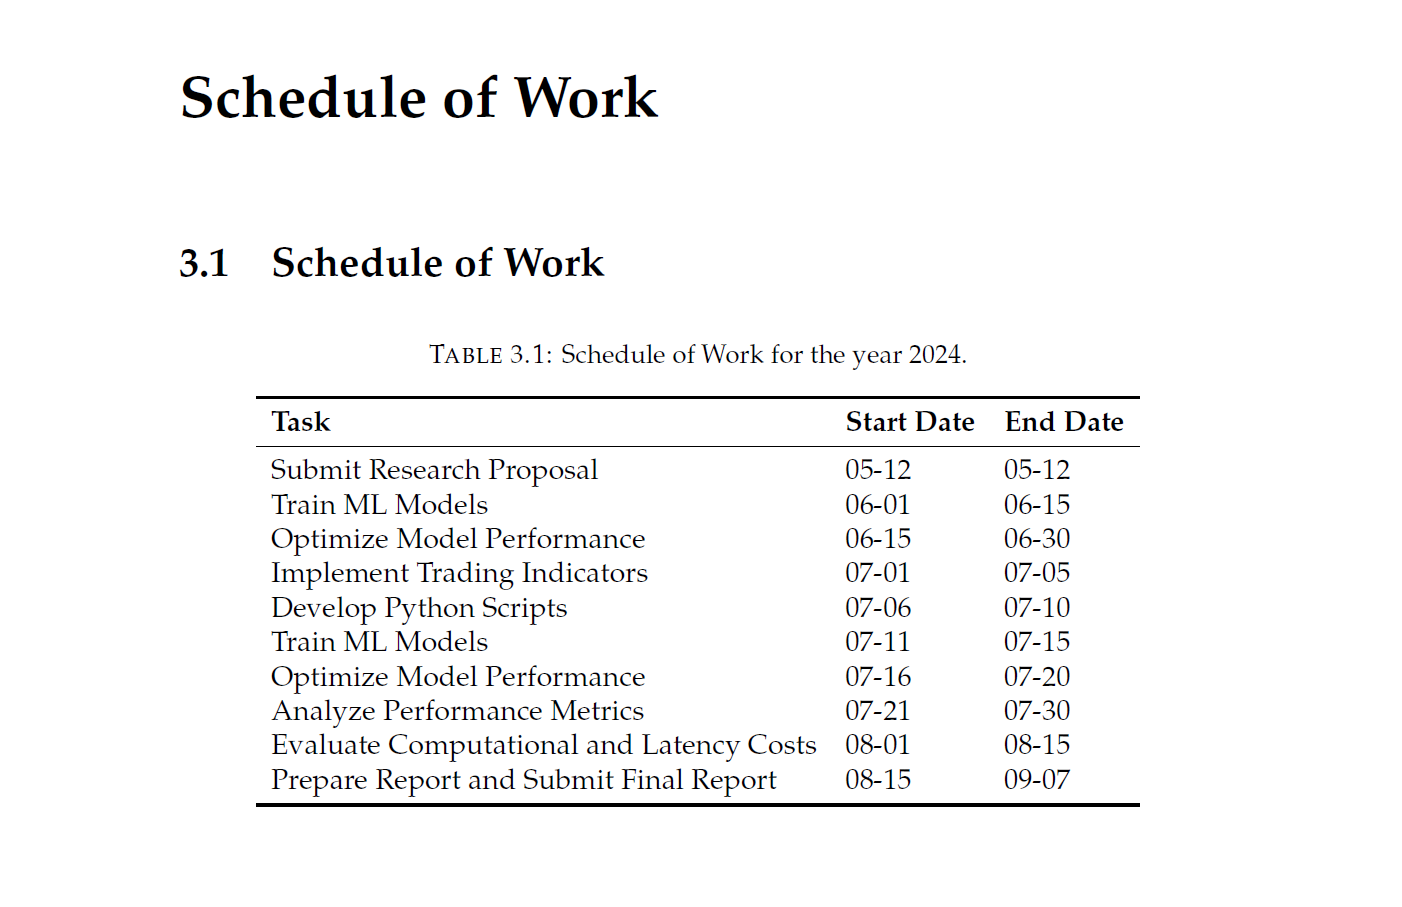 Schedule of Work
3.1 Schedule of Work
TABLE 3.1: Schedule of Work for the year 2024.
Task Start Date End Date
Submit Research Proposal 05-12 05-12
Train ML Models 06-01 06-15
Optimize Model Performance 06-15 06-30
Implement Trading Indicators 07-01 07-05
Develop Python Scripts 07-06 07-10
Train ML Models 07-11 07-15
Optimize Model Performance 07-16 07-20
Analyze Performance Metrics 07-21 07-30
Evaluate Computational and Latency Costs 08-01 08-15
Prepare Report and Submit Final Report 08-15 09-07